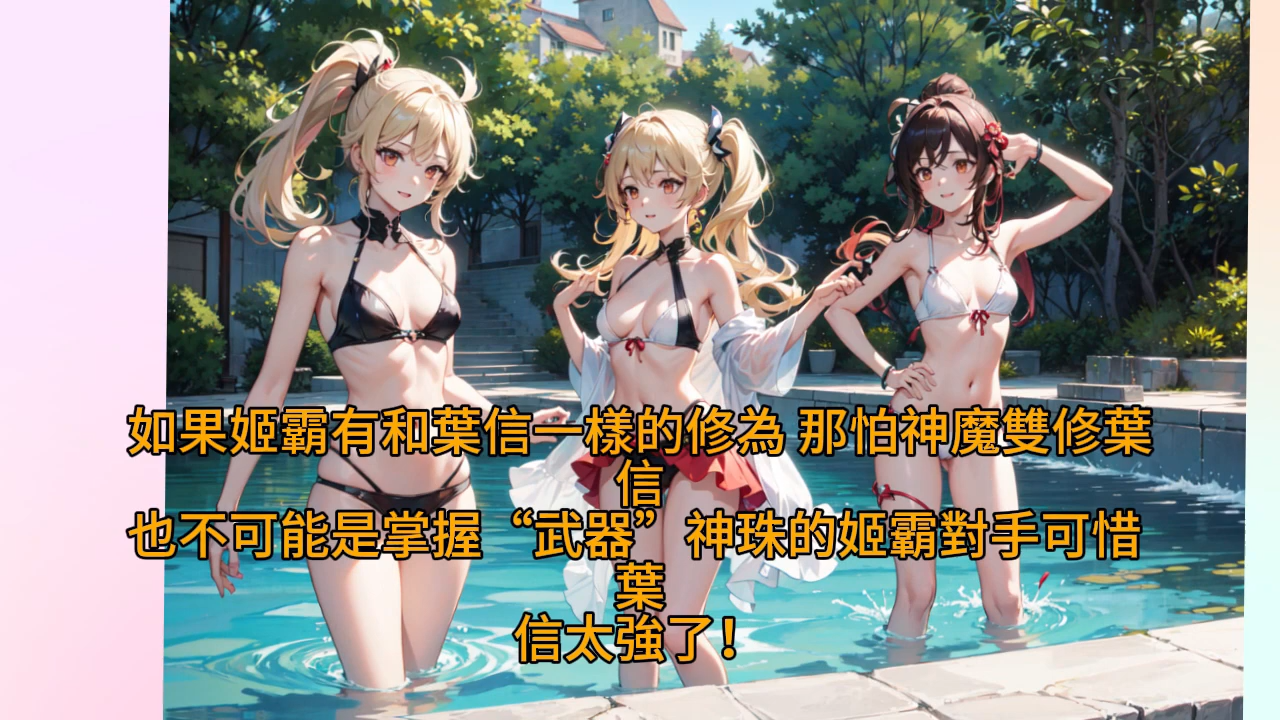 如果姬霸有和葉信一樣的修為 那怕神魔雙修葉
信
也不可能是掌握“武器”神珠的姬霸對手可惜
葉
信太強了！